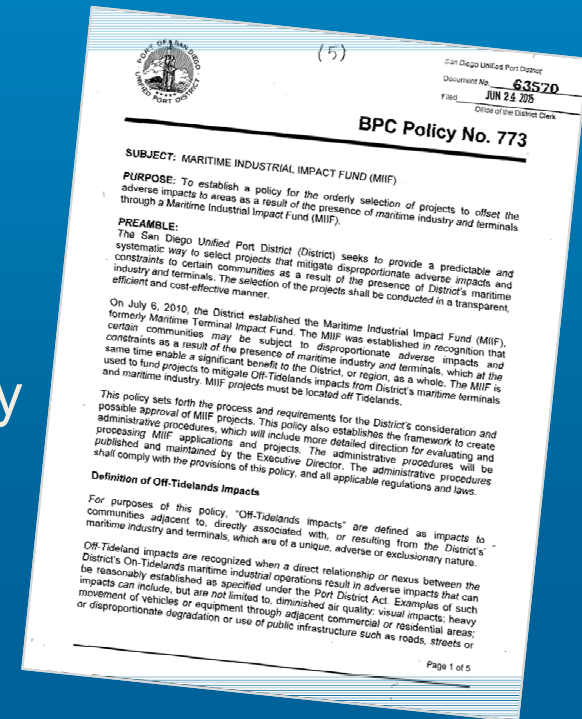 (5)
PORT OF SAN DIEGO
UNIFIED PORT DISTRICT
San Diego Unified Port District
Document No. 63570
Filed JUN 24 2015
Office of the District Clerk
BPC Policy No. 773
SUBJECT: MARITIME INDUSTRIAL IMPACT FUND (MIIF)
PURPOSE: To establish a policy for the orderly selection of projects to offset the
adverse impacts to areas as a result of the presence of maritime industry and terminals
through a Maritime Industrial Impact Fund (MIIF).
PREAMBLE:
The San Diego Unified Port District (District) seeks to provide a predictable and
systematic way to select projects that mitigate disproportionate adverse impacts and
constraints to certain communities as a result of the presence of District's maritime
industry and terminals. The selection of the projects shall be conducted in a transparent,
efficient and cost-effective manner.
On July 6, 2010, the District established the Maritime Industrial Impact Fund (MIIF),
formerly Maritime Terminal Impact Fund. The MIIF was established in recognition that
certain communities may be subject to disproportionate adverse impacts and
constraints as a result of the presence of maritime industry and terminals, which at the
same time enable a significant benefit to the District, or region, as a whole. The MIIF is
used to fund projects to mitigate Off-Tidelands impacts from District's maritime terminals
and maritime industry. MIIF projects must be located off Tidelands.
This policy sets forth the process and requirements for the District's consideration and
possible approval of MIIF projects. This policy also establishes the framework to create
administrative procedures, which will include more detailed direction for evaluating and
processing MIIF applications and projects. The administrative procedures will be
published and maintained by the Executive Director. The administrative procedures
shall comply with the provisions of this policy, and all applicable regulations and laws.
Definition of Off-Tidelands Impacts
For purposes of this policy, "Off-Tidelands impacts" are defined as impacts to
communities adjacent to, directly associated with, or resulting from the District's
maritime industry and terminals, which are of a unique, adverse or exclusionary nature.
Off-Tideland impacts are recognized when a direct relationship or nexus between the
District's On-Tidelands maritime industrial operations result in adverse impacts that can
be reasonably established as specified under the Port District Act. Examples of such
impacts can include, but are not limited to, diminished air quality; visual impacts; heavy
movement of vehicles or equipment through adjacent commercial or residential areas;
or disproportionate degradation or use of public infrastructure such as roads, streets or
Page 1 of 5
y